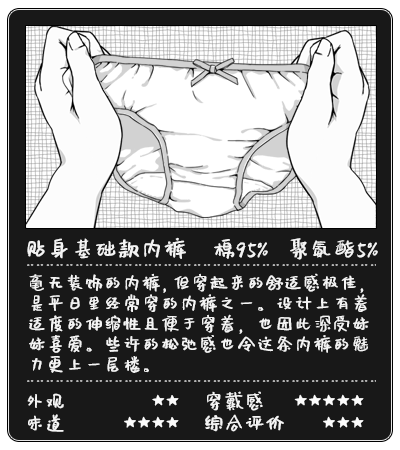 贴身基础款内裤 棉95% 聚氨酯5%
毫无装饰的内裤,但穿起来的舒适感极佳,
是平日里经常穿的内裤之一。设计上有着
适度的伸缩性且便于穿着,也因此深受妹
妹喜爱。些许的松弛感也令这条内裤的魅
力更上一层楼。
外观 ★★ 穿戴感 ★★★★★
味道 ★★★★ 综合评价 ★★★